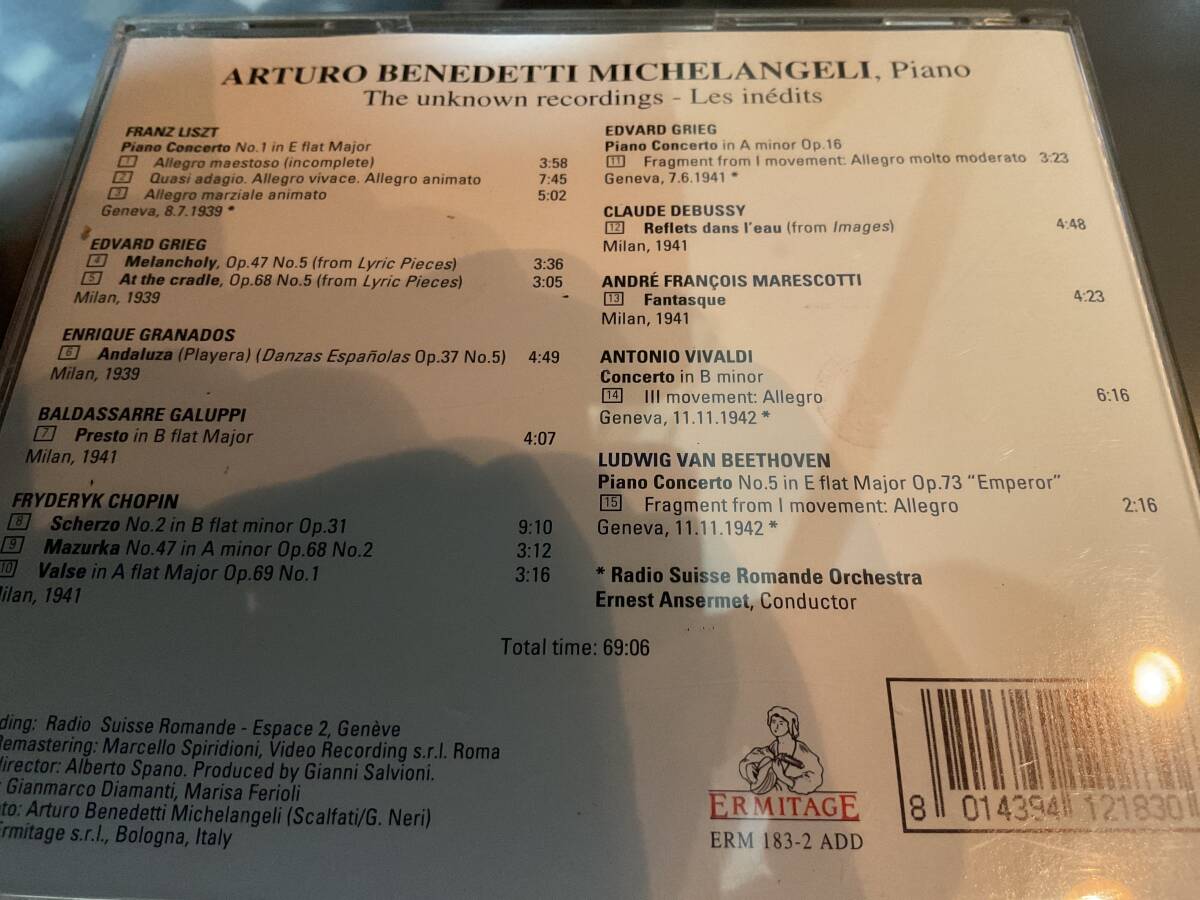 ARTURO BENEDETTI MICHELANGELI, Piano
The unknown recordings - Les inédits
FRANZ LISZT
Piano Concerto No.1 in E flat Major
1 Allegro maestoso (incomplete) 3:58
2 Quasi adagio. Allegro vivace. Allegro animato 7:45
3 Allegro marziale animato 5:02
Geneva, 8.7.1939 *
EDVARD GRIEG
4 Melancholy, Op.47 No.5 (from Lyric Pieces) 3:36
5 At the cradle, Op.68 No.5 (from Lyric Pieces) 3:05
Milan, 1939
ENRIQUE GRANADOS
6 Andaluza (Playera) (Danzas Españolas Op.37 No.5) 4:49
Milan, 1939
BALDASSARRE GALUPPI
7 Presto in B flat Major 4:07
Milan, 1941
FRYDERYK CHOPIN
8 Scherzo No.2 in B flat minor Op.31 9:10
9 Mazurka No.47 in A minor Op.68 No.2 3:12
10 Valse in A flat Major Op.69 No.1 3:16
ilan, 1941
EDVARD GRIEG
Piano Concerto in A minor Op.16
11 Fragment from I movement: Allegro molto moderato 3:23
Geneva, 7.6.1941 *
CLAUDE DEBUSSY
12 Reflets dans l'eau (from Images) 4:48
Milan, 1941
ANDRÉ FRANÇOIS MARESCOTTI
13 Fantasque 4:23
Milan, 1941
ANTONIO VIVALDI
Concerto in B minor
14 III movement: Allegro 6:16
Geneva, 11.11.1942 *
LUDWIG VAN BEETHOVEN
Piano Concerto No.5 in E flat Major Op.73 "Emperor"
15 Fragment from I movement: Allegro 2:16
Geneva, 11.11.1942 *
* Radio Suisse Romande Orchestra
Ernest Ansermet, Conductor
Total time: 69:06
ding: Radio Suisse Romande - Espace 2, Genève
Remastering: Marcello Spiridioni, Video Recording s.r.l. Roma
director: Alberto Spano. Produced by Gianni Salvioni.
: Gianmarco Diamanti, Marisa Ferioli
to: Arturo Benedetti Michelangeli (Scalfati/G. Neri)
Ermitage s.r.l., Bologna, Italy
ERMITAGE
ERM 183-2 ADD
8 014394 121830